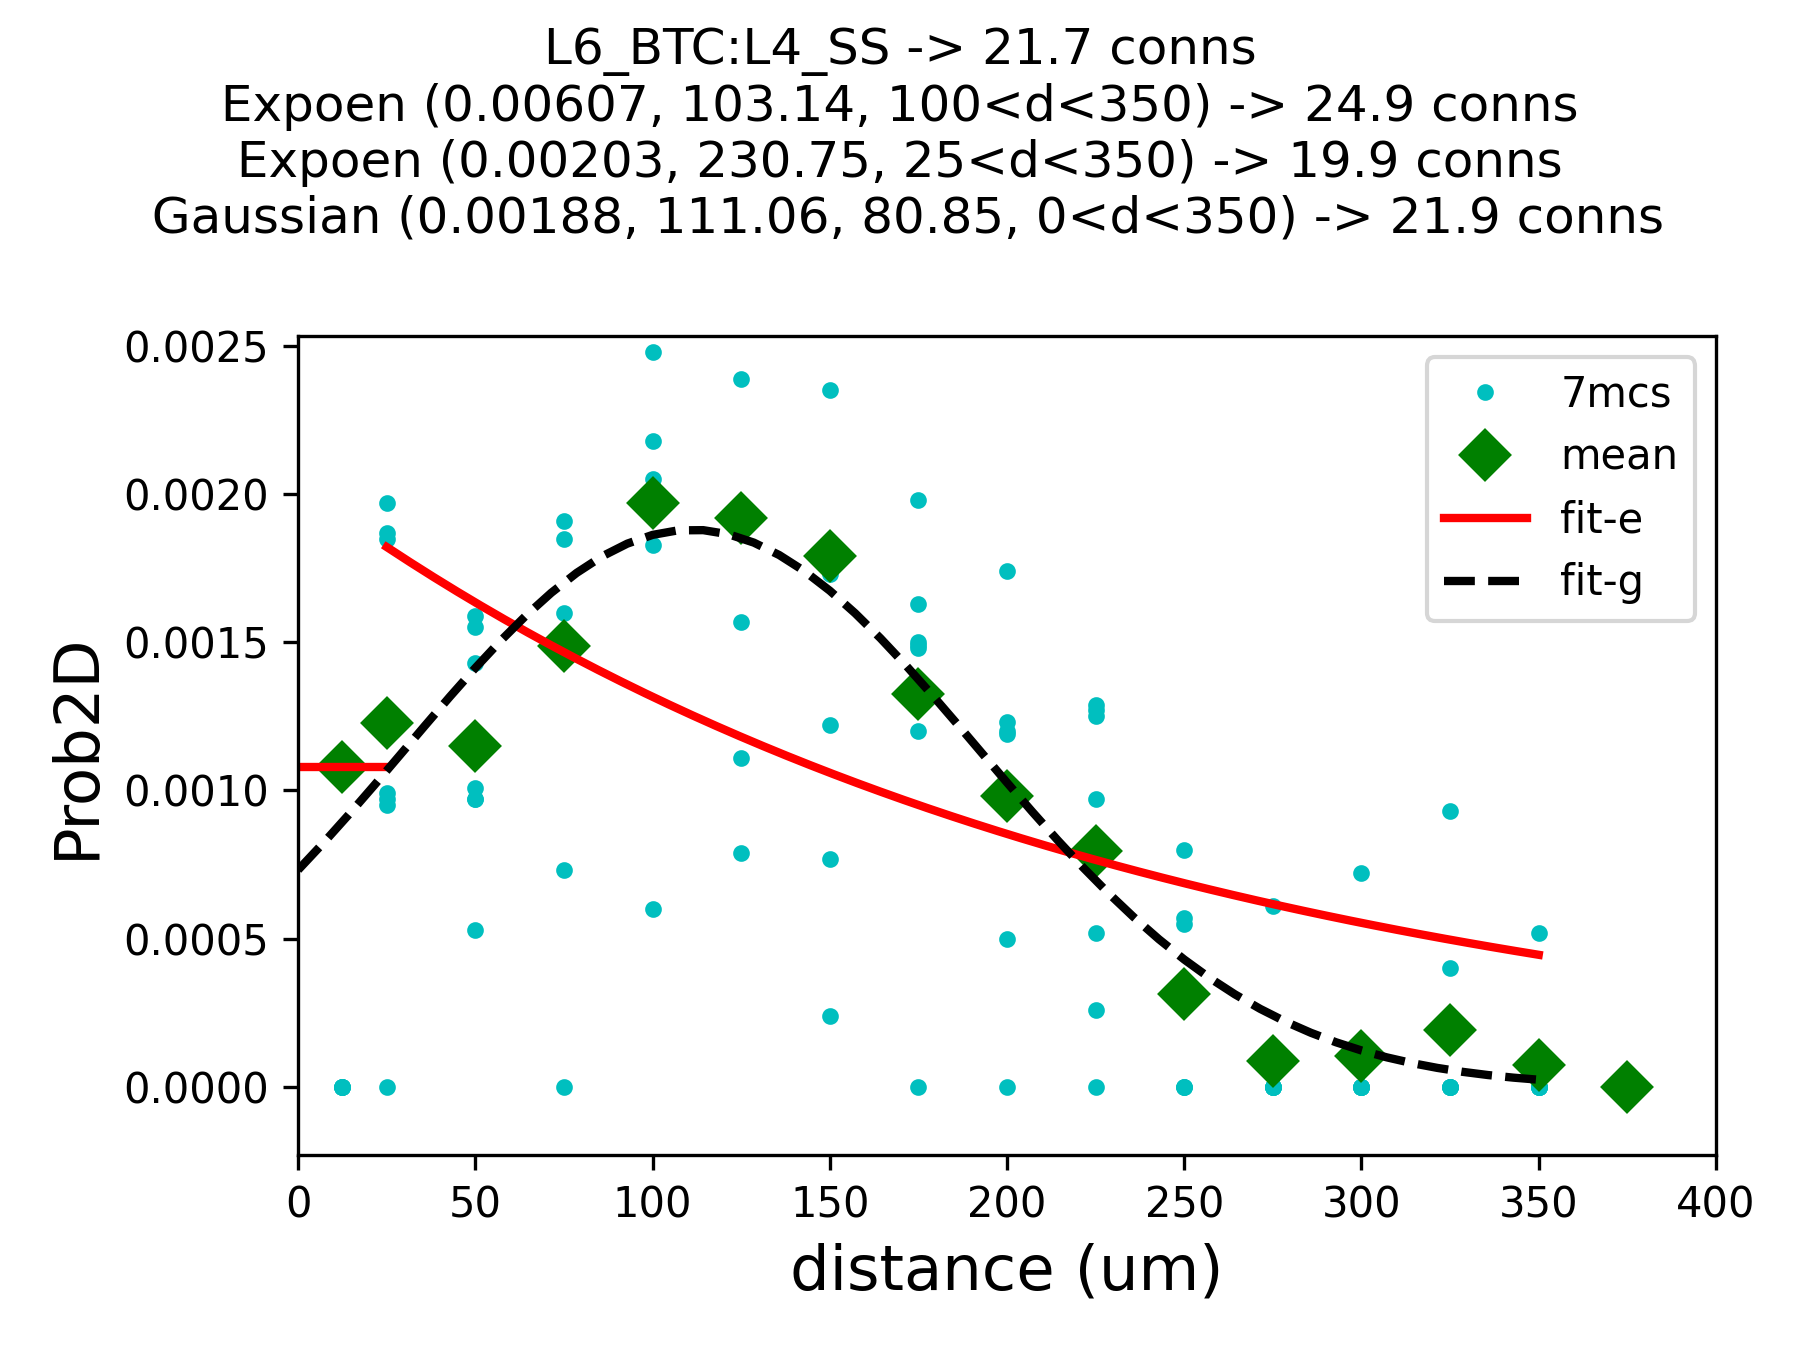 L6_BTC:L4_SS -> 21.7 conns
Expoen (0.00607, 103.14, 100<d<350) -> 24.9 conns
Expoen (0.00203, 230.75, 25<d<350) -> 19.9 conns
Gaussian (0.00188, 111.06, 80.85, 0<d<350) -> 21.9 conns
0.0025
0.0020
0.0015
0.0010
0.0005
0.0000
Prob2D
7mcs
mean
fit-e
fit-g
0 50 100 150 200 250 300 350 400
distance (um)